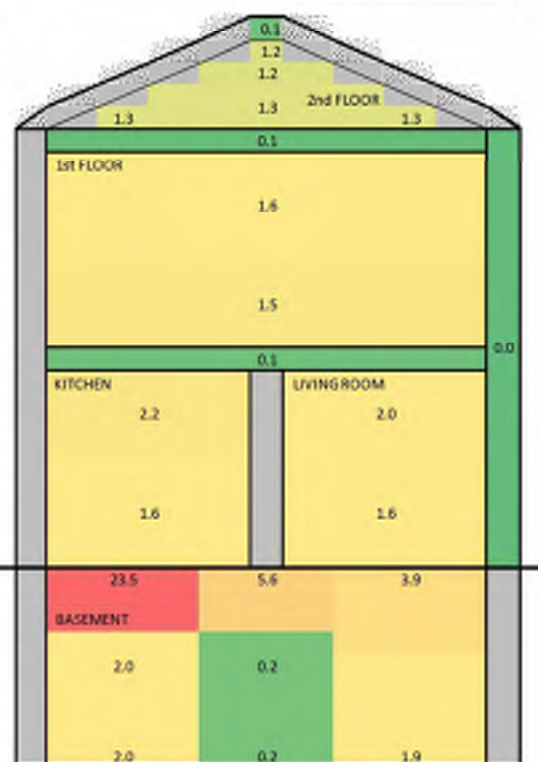 0.1
1.2
1.2
2nd FLOOR
1.3
1.3 1.3
0.1
1st FLOOR
1.6
1.5
0.0
0.1
KITCHEN LIVING ROOM
2.2 2.0
1.6 1.6
23.5 5.6 3.9
BASEMENT
2.0 0.2
2.0 0.2 1.9